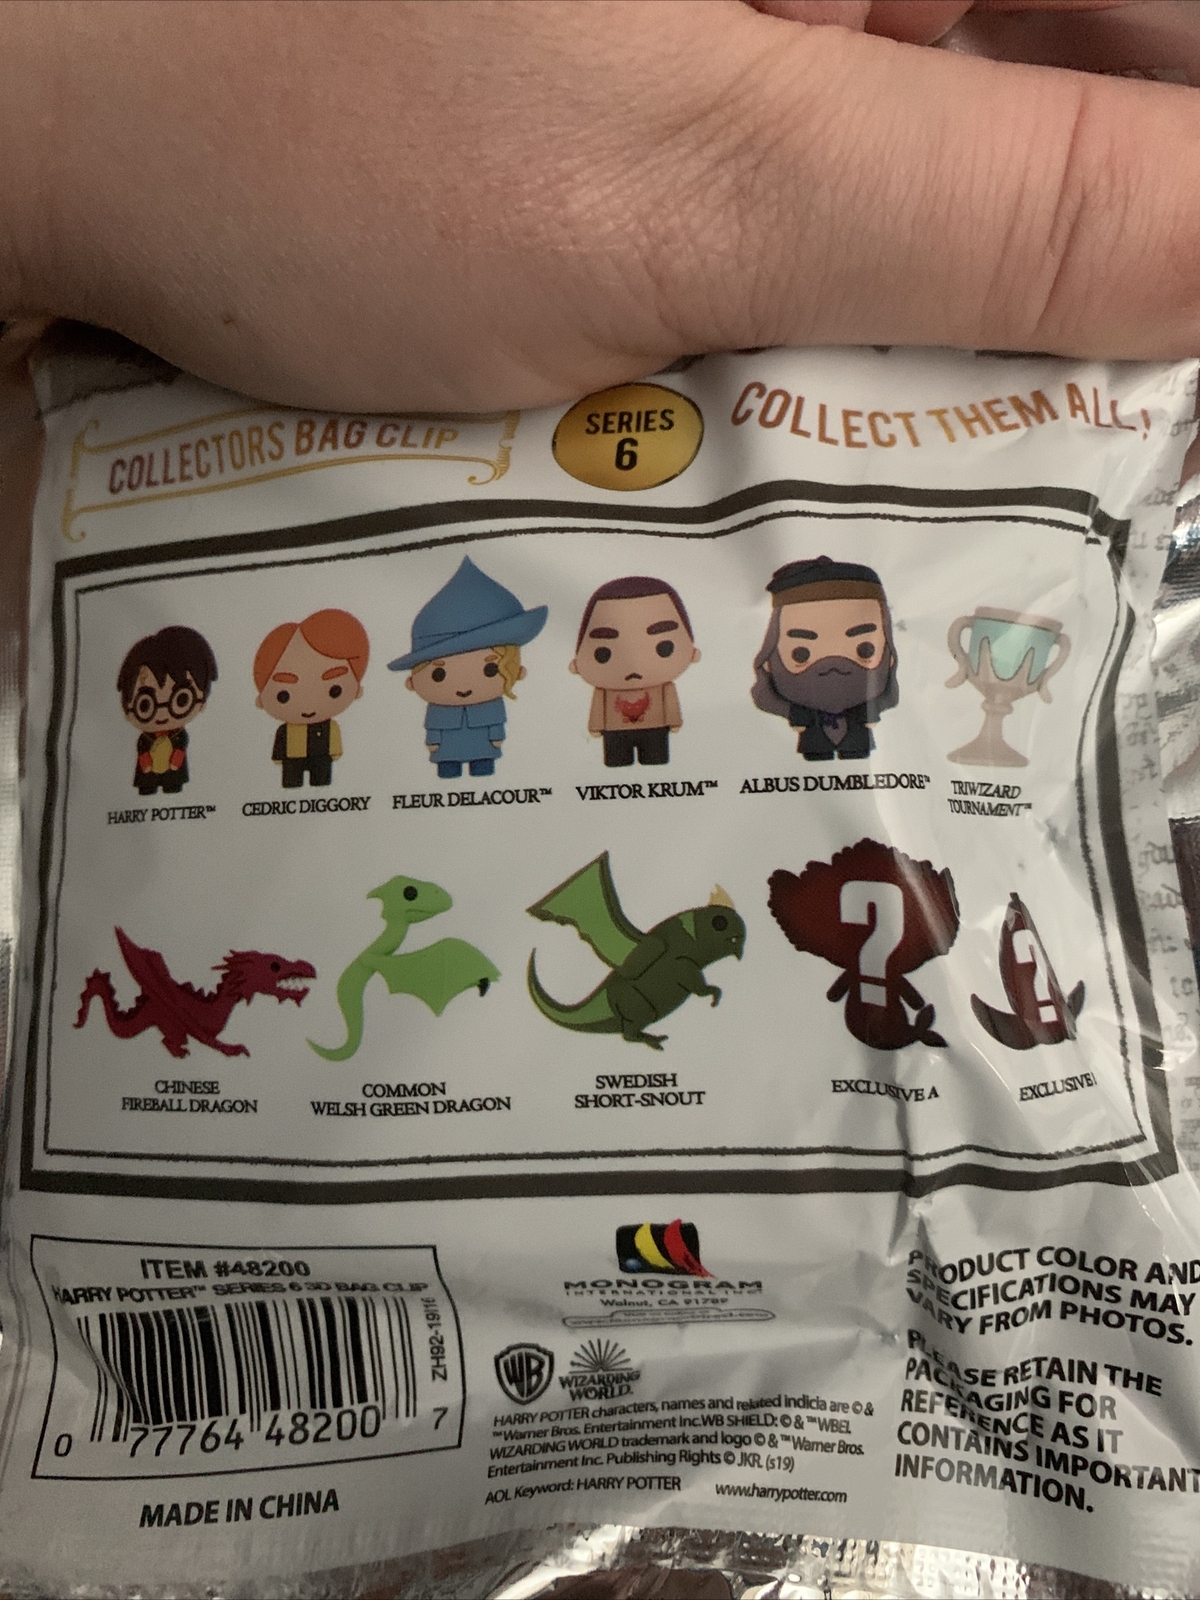 COLLECTORS BAG CLIP
SERIES
6
COLLECT THEM ALL!
HARRY POTTER™
CEDRIC DIGGORY
FLEUR DELACOUR™
VIKTOR KRUM™
ALBUS DUMBLEDORE™
TRIWIZARD
TOURNAMENT™
CHINESE
FIREBALL DRAGON
COMMON
WELSH GREEN DRAGON
SWEDISH
SHORT-SNOUT
?
EXCLUSIVE A
?
EXCLUSIVE
ITEM #48200
HARRY POTTER™ SERIES 6 3D BAG CLIP
ZH92-19I16
0 77764 48200 7
MADE IN CHINA
MONOGRAM
INTERNATIONAL INC.
Walnut, CA 91789
WB
WIZARDING
WORLD.
HARRY POTTER characters, names and related indicia are © &
™ Warner Bros. Entertainment Inc. WB SHIELD: © & ™ WBEI.
WIZARDING WORLD trademark and logo © & ™ Warner Bros.
Entertainment Inc. Publishing Rights © JKR. (s19)
AOL Keyword: HARRY POTTER www.harrypotter.com
PRODUCT COLOR AND
SPECIFICATIONS MAY
VARY FROM PHOTOS.
PLEASE RETAIN THE
PACKAGING FOR
REFERENCE AS IT
CONTAINS IMPORTANT
INFORMATION.